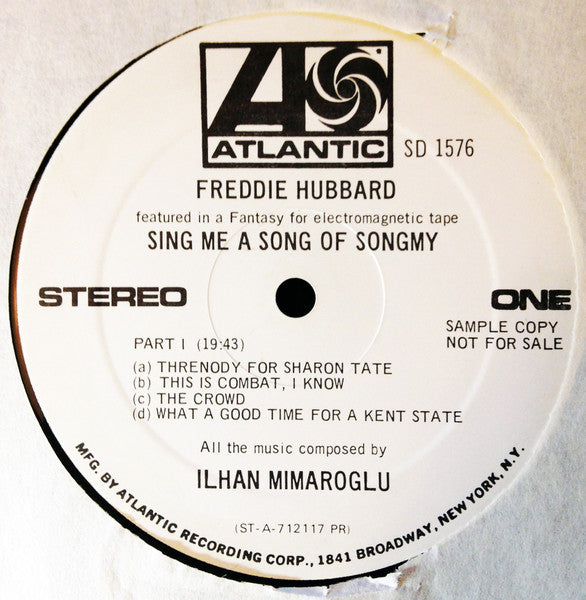 ATLANTIC
SD 1576
FREDDIE HUBBARD
featured in a Fantasy for electromagnetic tape
SING ME A SONG OF SONGMY
STEREO
ONE
SAMPLE COPY
NOT FOR SALE
PART I (19:43)
(a) THRENODY FOR SHARON TATE
(b) THIS IS COMBAT, I KNOW
(c) THE CROWD
(d) WHAT A GOOD TIME FOR A KENT STATE
All the music composed by
ILHAN MIMAROGLU
(ST-A-712117 PR)
MFG. BY ATLANTIC RECORDING CORP., 1841 BROADWAY, NEW YORK, N.Y.